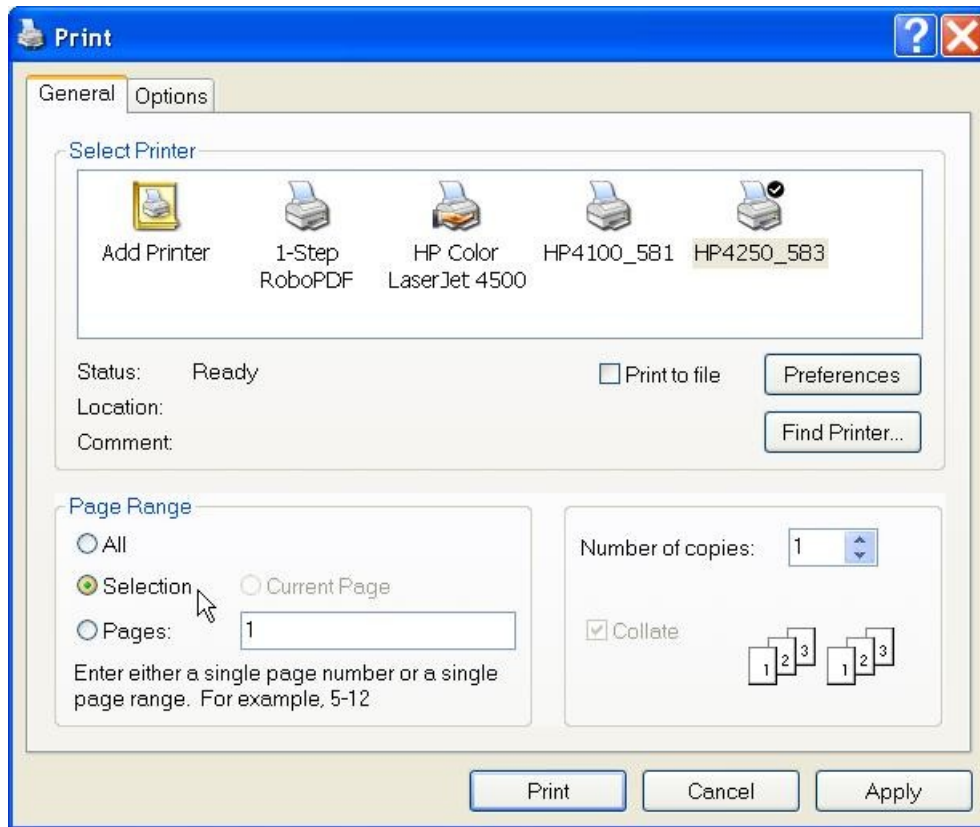 Print
General Options
Select Printer
Add Printer
1-Step
RoboPDF
HP Color
LaserJet 4500
HP4100_581
HP4250_583
Status: Ready
Print to file
Preferences
Location:
Comment:
Find Printer...
Page Range
All
Selection Current Page
Pages: 1
Enter either a single page number or a single
page range. For example, 5-12
Number of copies: 1
Collate
1 2 3 1 2 3
Print Cancel Apply